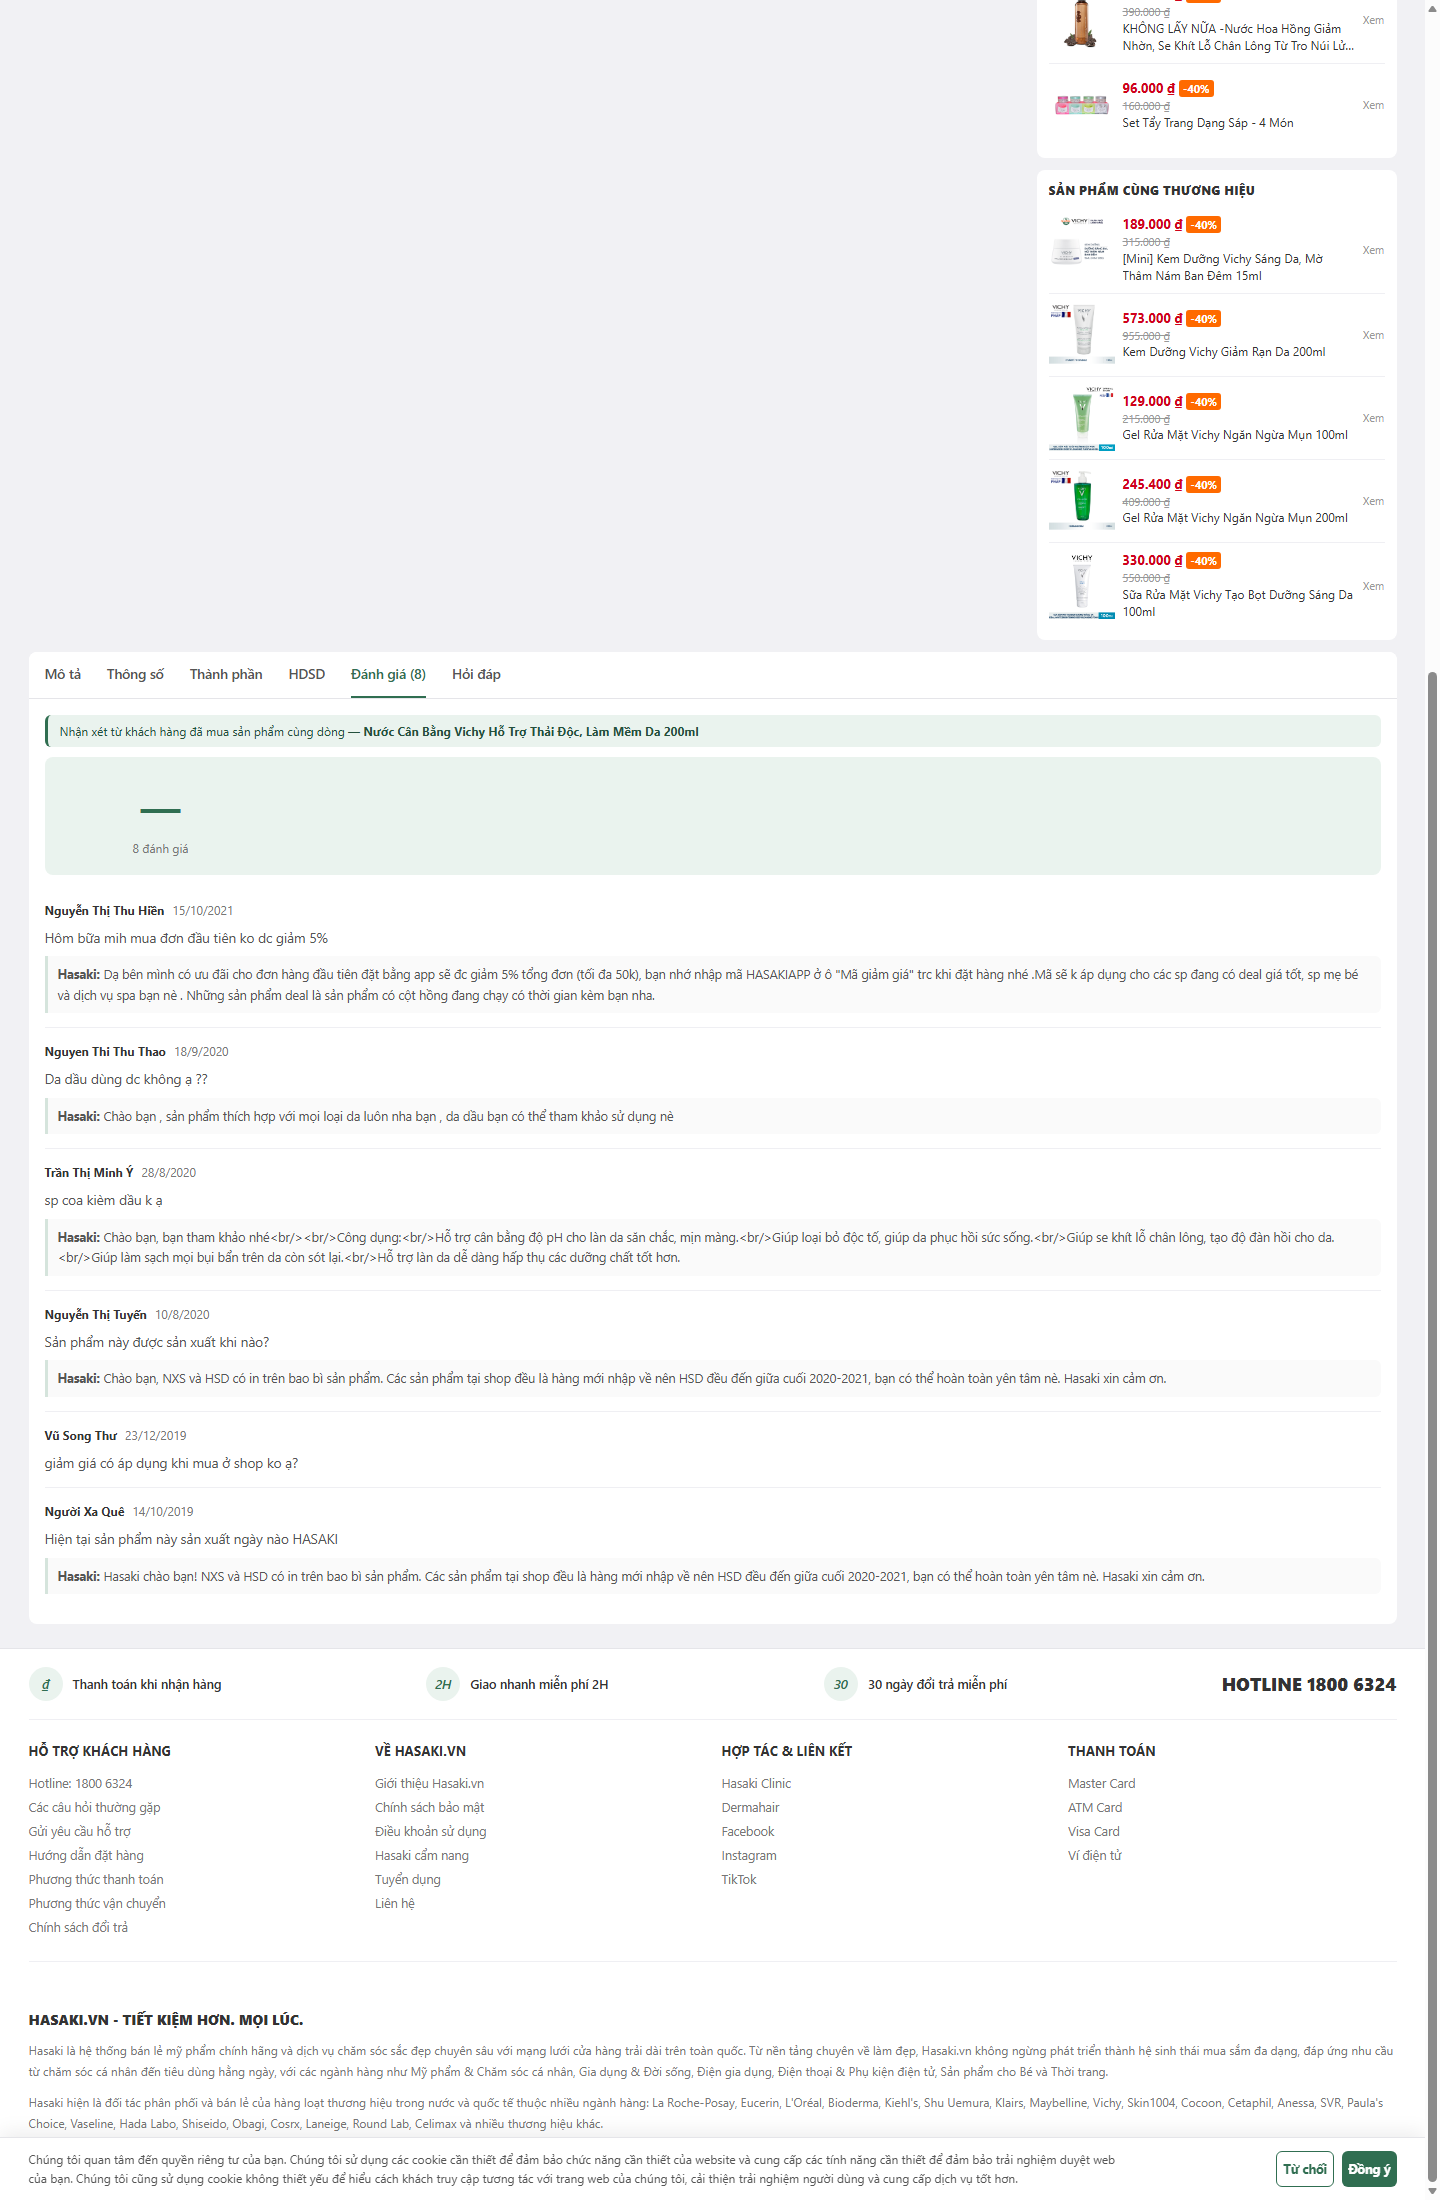 390.000 ₫
KHÔNG LẤY NỮA -Nước Hoa Hồng Giảm
Nhờn, Se Khít Lỗ Chân Lông Từ Tro Núi Lử...
Xem
96.000 ₫ -40%
160.000 ₫
Set Tẩy Trang Dạng Sáp - 4 Món
Xem
SẢN PHẨM CÙNG THƯƠNG HIỆU
189.000 ₫ -40%
315.000 ₫
[Mini] Kem Dưỡng Vichy Sáng Da, Mờ
Thâm Nám Ban Đêm 15ml
Xem
573.000 ₫ -40%
955.000 ₫
Kem Dưỡng Vichy Giảm Rạn Da 200ml
Xem
129.000 ₫ -40%
215.000 ₫
Gel Rửa Mặt Vichy Ngăn Ngừa Mụn 100ml
Xem
245.400 ₫ -40%
409.000 ₫
Gel Rửa Mặt Vichy Ngăn Ngừa Mụn 200ml
Xem
330.000 ₫ -40%
550.000 ₫
Sữa Rửa Mặt Vichy Tạo Bọt Dưỡng Sáng Da
100ml
Xem
Mô tả Thông số Thành phần HDSD Đánh giá (8) Hỏi đáp
Nhận xét từ khách hàng đã mua sản phẩm cùng dòng — Nước Cân Bằng Vichy Hỗ Trợ Thải Độc, Làm Mềm Da 200ml
—
8 đánh giá
Nguyễn Thị Thu Hiền 15/10/2021
Hôm bữa mih mua đơn đầu tiên ko dc giảm 5%
Hasaki: Dạ bên mình có ưu đãi cho đơn hàng đầu tiên đặt bằng app sẽ đc giảm 5% tổng đơn (tối đa 50k), bạn nhớ nhập mã HASAKIAPP ở ô "Mã giảm giá" trc khi đặt hàng nhé .Mã sẽ k áp dụng cho các sp đang có deal giá tốt, sp mẹ bé
và dịch vụ spa bạn nè . Những sản phẩm deal là sản phẩm có cột hồng đang chạy có thời gian kèm bạn nha.
Nguyen Thi Thu Thao 18/9/2020
Da dầu dùng dc không ạ ??
Hasaki: Chào bạn , sản phẩm thích hợp với mọi loại da luôn nha bạn , da dầu bạn có thể tham khảo sử dụng nè
Trần Thị Minh Ý 28/8/2020
sp coa kièm dầu k ạ
Hasaki: Chào bạn, bạn tham khảo nhé<br/><br/>Công dụng:<br/>Hỗ trợ cân bằng độ pH cho làn da săn chắc, mịn màng.<br/>Giúp loại bỏ độc tố, giúp da phục hồi sức sống.<br/>Giúp se khít lỗ chân lông, tạo độ đàn hồi cho da.
<br/>Giúp làm sạch mọi bụi bẩn trên da còn sót lại.<br/>Hỗ trợ làn da dễ dàng hấp thụ các dưỡng chất tốt hơn.
Nguyễn Thị Tuyến 10/8/2020
Sản phẩm này được sản xuất khi nào?
Hasaki: Chào bạn, NXS và HSD có in trên bao bì sản phẩm. Các sản phẩm tại shop đều là hàng mới nhập về nên HSD đều đến giữa cuối 2020-2021, bạn có thể hoàn toàn yên tâm nè. Hasaki xin cảm ơn.
Vũ Song Thư 23/12/2019
giảm giá có áp dụng khi mua ở shop ko ạ?
Người Xa Quê 14/10/2019
Hiện tại sản phẩm này sản xuất ngày nào HASAKI
Hasaki: Hasaki chào bạn! NXS và HSD có in trên bao bì sản phẩm. Các sản phẩm tại shop đều là hàng mới nhập về nên HSD đều đến giữa cuối 2020-2021, bạn có thể hoàn toàn yên tâm nè. Hasaki xin cảm ơn.
₫ Thanh toán khi nhận hàng
2H Giao nhanh miễn phí 2H
30 30 ngày đổi trả miễn phí
HOTLINE 1800 6324
HỖ TRỢ KHÁCH HÀNG
Hotline: 1800 6324
Các câu hỏi thường gặp
Gửi yêu cầu hỗ trợ
Hướng dẫn đặt hàng
Phương thức thanh toán
Phương thức vận chuyển
Chính sách đổi trả
VỀ HASAKI.VN
Giới thiệu Hasaki.vn
Chính sách bảo mật
Điều khoản sử dụng
Hasaki cẩm nang
Tuyển dụng
Liên hệ
HỢP TÁC & LIÊN KẾT
Hasaki Clinic
Dermahair
Facebook
Instagram
TikTok
THANH TOÁN
Master Card
ATM Card
Visa Card
Ví điện tử
HASAKI.VN - TIẾT KIỆM HƠN. MỌI LÚC.
Hasaki là hệ thống bán lẻ mỹ phẩm chính hãng và dịch vụ chăm sóc sắc đẹp chuyên sâu với mạng lưới cửa hàng trải dài trên toàn quốc. Từ nền tảng chuyên về làm đẹp, Hasaki.vn không ngừng phát triển thành hệ sinh thái mua sắm đa dạng, đáp ứng nhu cầu
từ chăm sóc cá nhân đến tiêu dùng hằng ngày, với các ngành hàng như Mỹ phẩm & Chăm sóc cá nhân, Gia dụng & Đời sống, Điện gia dụng, Điện thoại & Phụ kiện điện tử, Sản phẩm cho Bé và Thời trang.
Hasaki hiện là đối tác phân phối và bán lẻ của hàng loạt thương hiệu trong nước và quốc tế thuộc nhiều ngành hàng: La Roche-Posay, Eucerin, L'Oréal, Bioderma, Kiehl's, Shu Uemura, Klairs, Maybelline, Vichy, Skin1004, Cocoon, Cetaphil, Anessa, SVR, Paula's
Choice, Vaseline, Hada Labo, Shiseido, Obagi, Cosrx, Laneige, Round Lab, Celimax và nhiều thương hiệu khác.
Chúng tôi quan tâm đến quyền riêng tư của bạn. Chúng tôi sử dụng các cookie cần thiết để đảm bảo chức năng cần thiết của website và cung cấp các tính năng cần thiết để đảm bảo trải nghiệm duyệt web
của bạn. Chúng tôi cũng sử dụng cookie không thiết yếu để hiểu cách khách truy cập tương tác với trang web của chúng tôi, cải thiện trải nghiệm người dùng và cung cấp dịch vụ tốt hơn.
Từ chối
Đồng ý